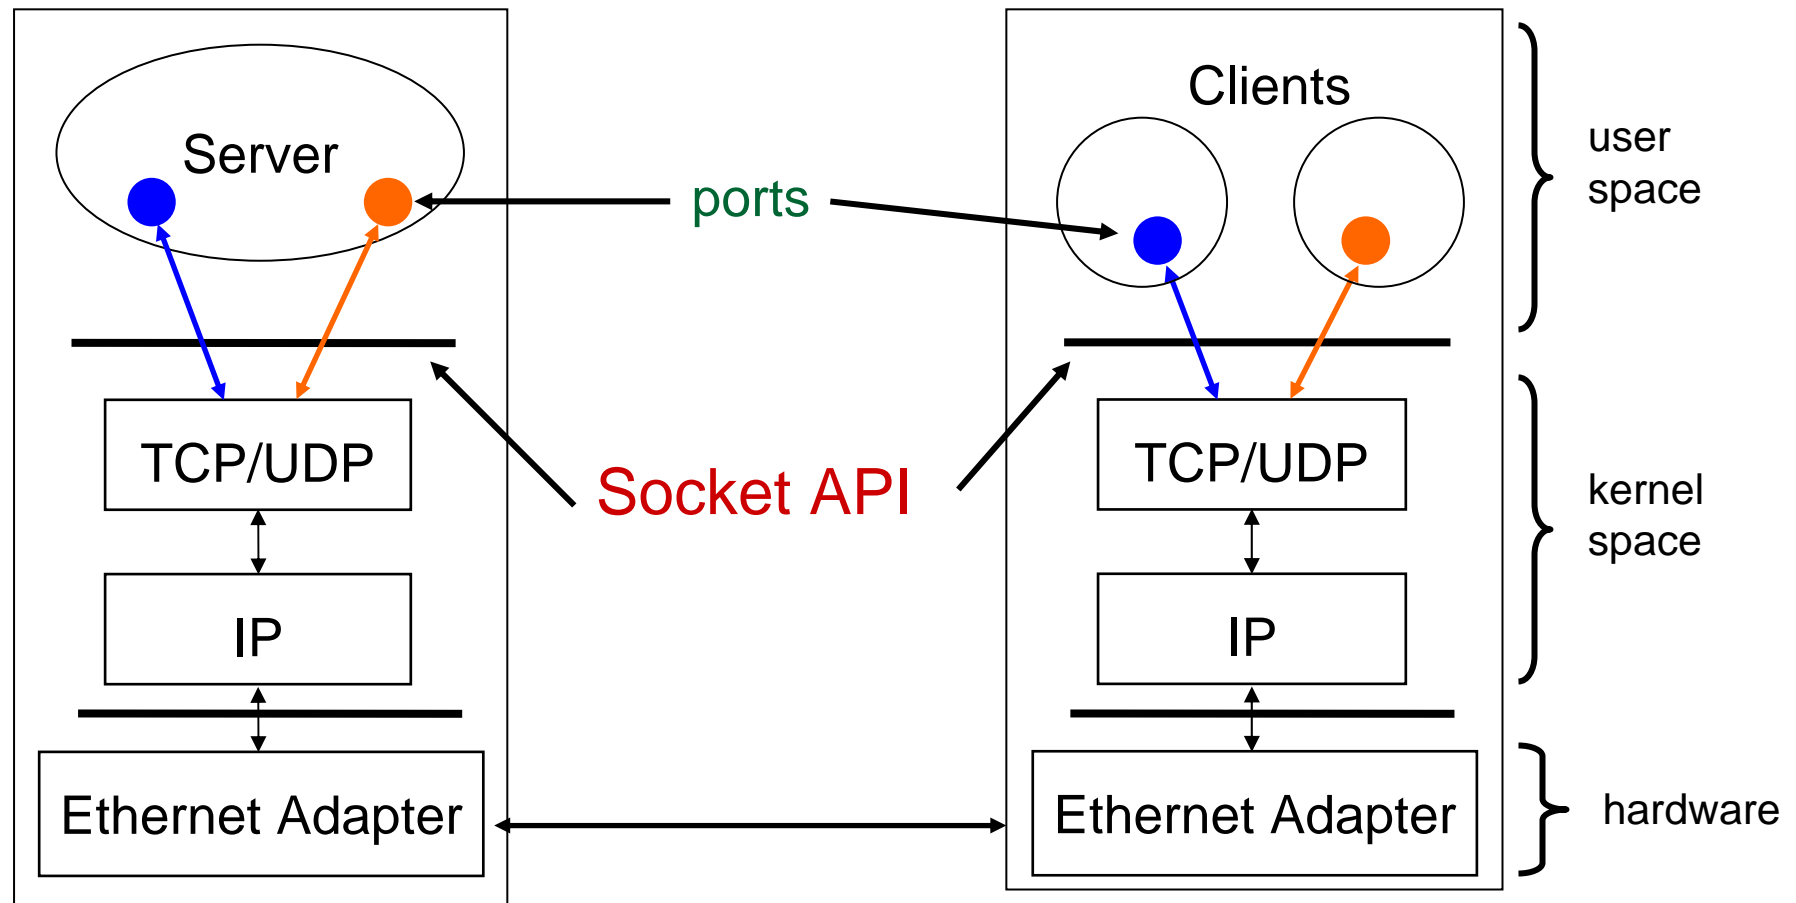 Server
ports
Clients
user
space
TCP/UDP
Socket API
TCP/UDP
kernel
space
IP
IP
Ethernet Adapter
Ethernet Adapter
hardware